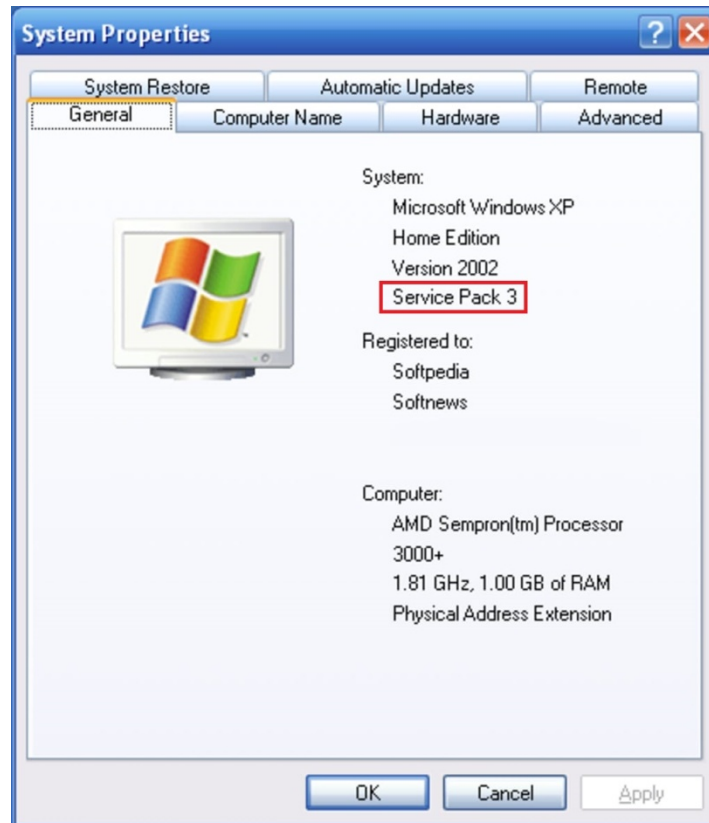 System Properties
System Restore
Automatic Updates
Remote
General
Computer Name
Hardware
Advanced
System:
Microsoft Windows XP
Home Edition
Version 2002
Service Pack 3
Registered to:
Softpedia
Softnews
Computer:
AMD Sempron(tm) Processor
3000+
1.81 GHz, 1.00 GB of RAM
Physical Address Extension
OK
Cancel
Apply